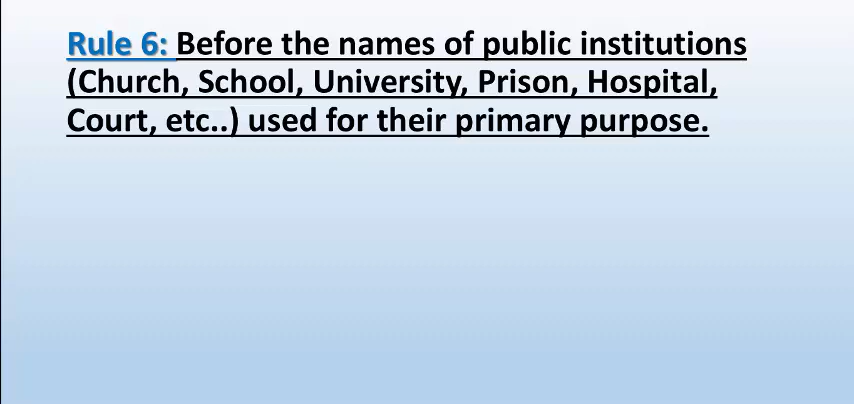 Rule 6: Before the names of public institutions
(Church, School, University, Prison, Hospital,
Court, etc..) used for their primary purpose.